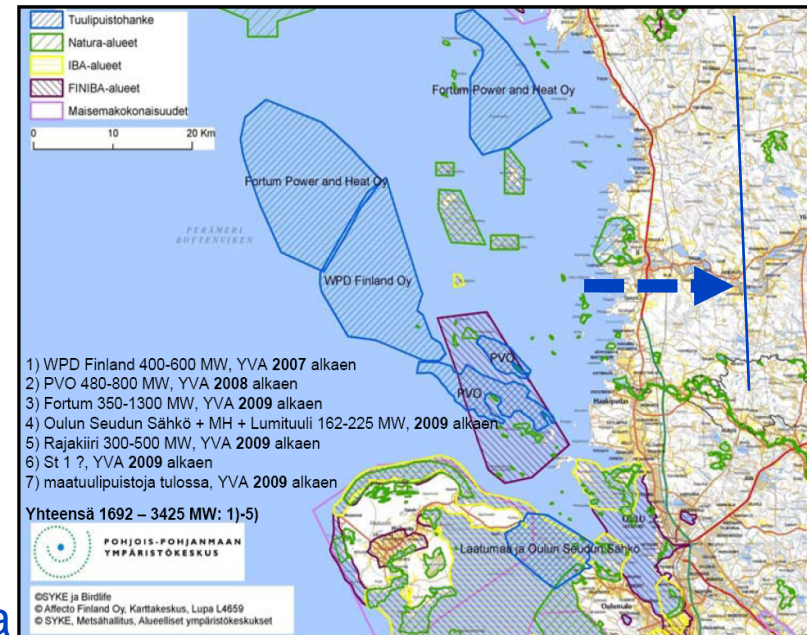 Tuulipuistohanke
Natura-alueet
IBA-alueet
FINIBA-alueet
Maisemakokonaisuudet
0 10 20 Km
Fortum Power and Heat Oy
Fortum Power and Heat Oy
PERÄMERI
BOTTENVIKEN
WPD Finland Oy
PVO
PVO
Haukipudas
1) WPD Finland 400-600 MW, YVA 2007 alkaen
2) PVO 480-800 MW, YVA 2008 alkaen
3) Fortum 350-1300 MW, YVA 2009 alkaen
4) Oulun Seudun Sähkö + MH + Lumituuli 162-225 MW, 2009 alkaen
5) Rajakiiri 300-500 MW, YVA 2009 alkaen
6) St 1 ?, YVA 2009 alkaen
7) maatuulipuistoja tulossa, YVA 2009 alkaen
Yhteensä 1692 – 3425 MW: 1)-5)
POHJOIS-POHJANMAAN
YMPÄRISTÖKESKUS
OULU
Laatumaa ja Oulun Seudun Sähkö
Oulunsalo
©SYKE ja Birdlife
© Affecto Finland Oy, Karttakeskus, Lupa L4659
© SYKE, Metsähallitus, Alueelliset ympäristökeskukset
a